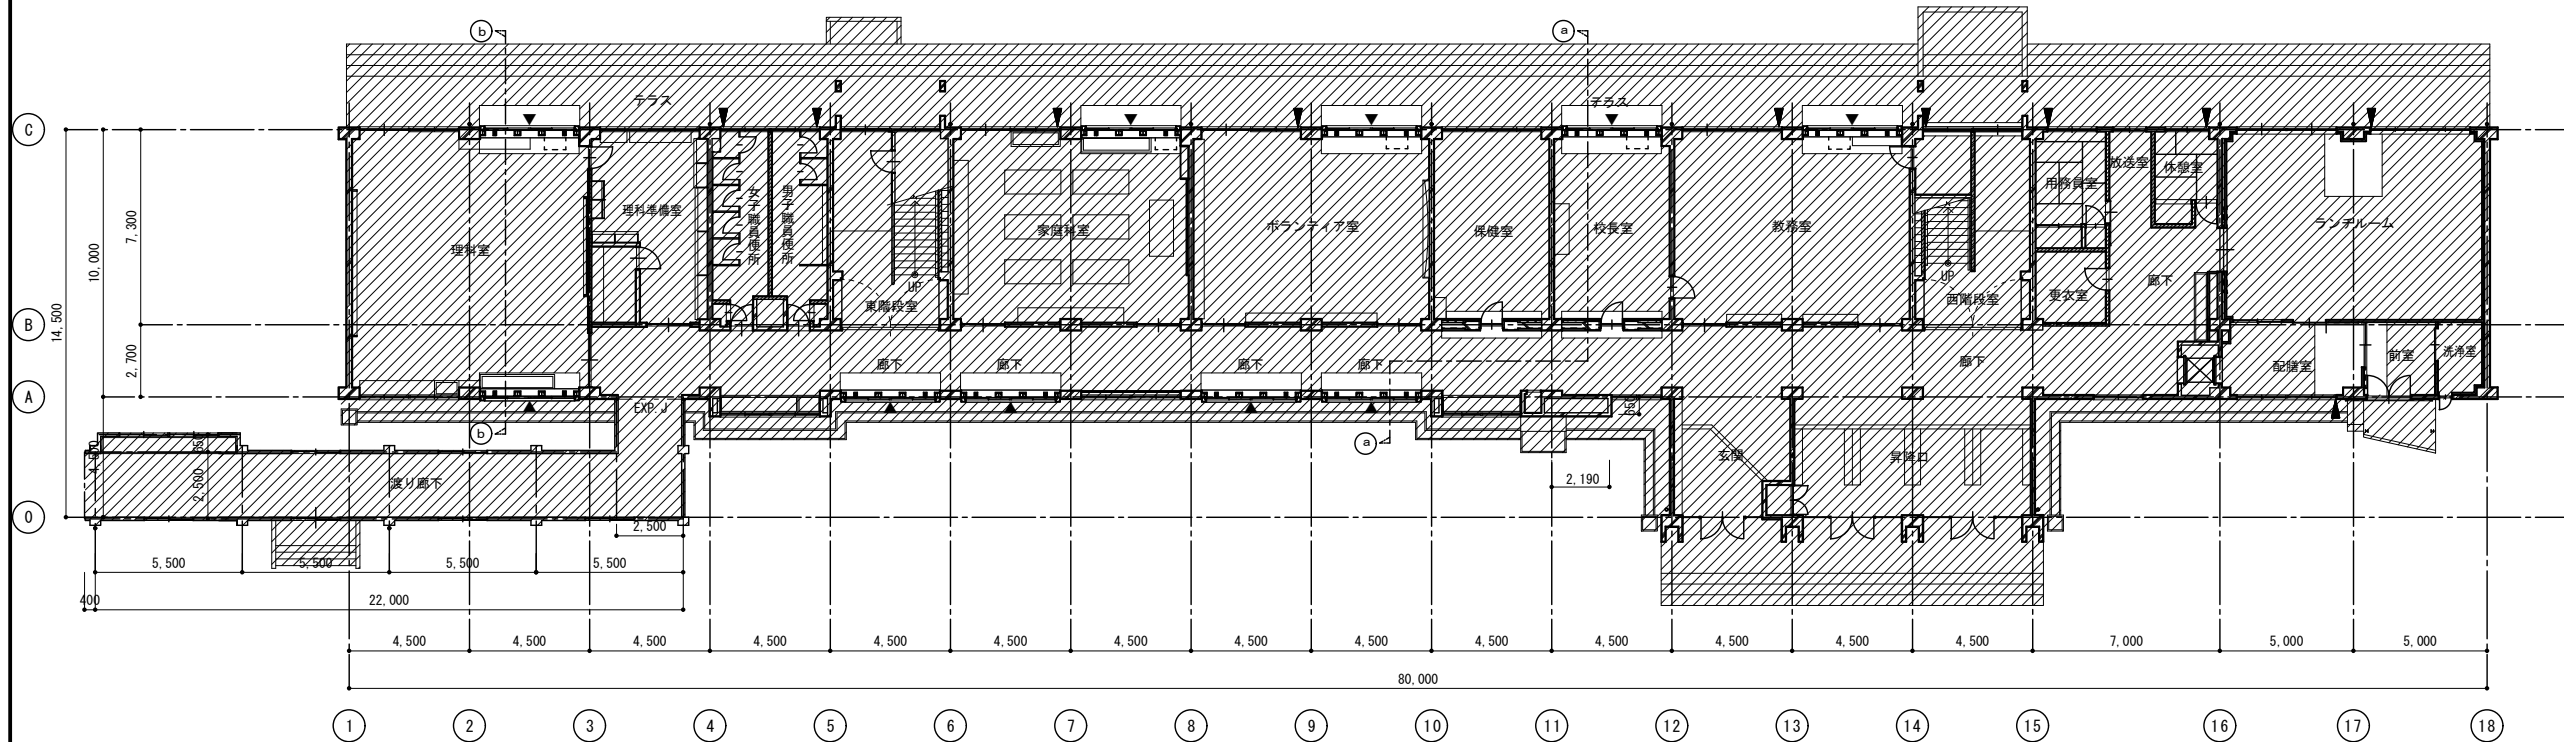 b
a
テラス
テラス
C
B
A
0
14,500
10,000
7,300
2,700
理科室
理科準備室
女子職員便所
男子職員便所
東階段室
UP
家庭科室
ボランティア室
保健室
校長室
教務室
UP
西階段室
用務員室
放送室
休憩室
更衣室
廊下
ランチルーム
配膳室
前室
洗浄室
廊下
廊下
廊下
廊下
廊下
EXP.J
b
a
650
4,500
650
2,500
渡り廊下
玄関
昇降口
2,190
2,500
5,500
5,500
5,500
5,500
400
22,000
4,500
4,500
4,500
4,500
4,500
4,500
4,500
4,500
4,500
4,500
4,500
4,500
4,500
4,500
7,000
5,000
5,000
80,000
1
2
3
4
5
6
7
8
9
10
11
12
13
14
15
16
17
18